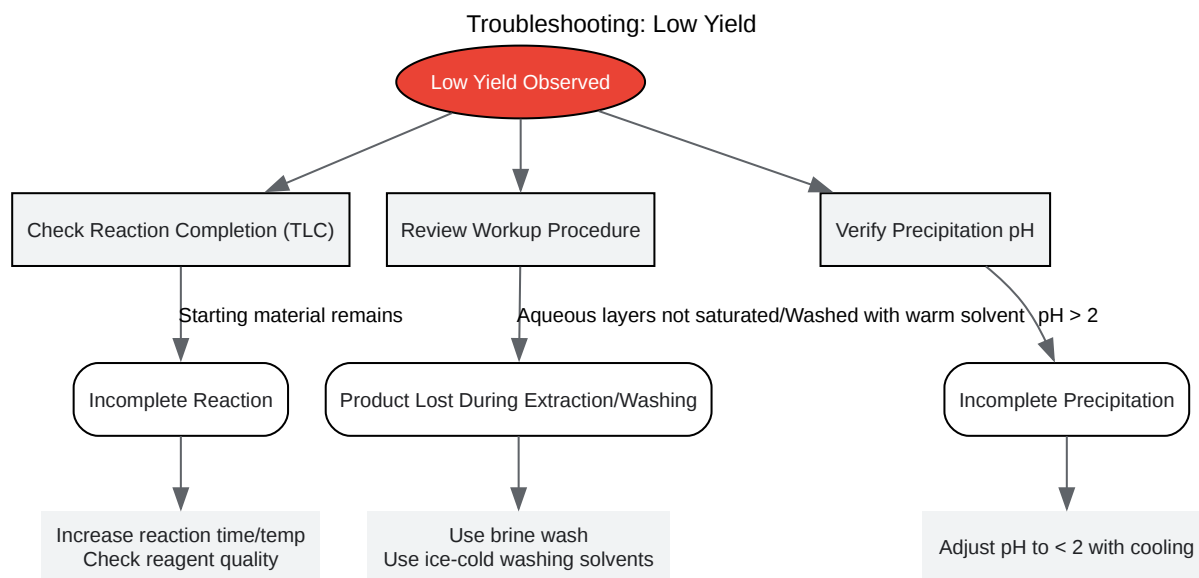 Troubleshooting: Low Yield
Low Yield Observed
Check Reaction Completion (TLC)
Review Workup Procedure
Verify Precipitation pH
Starting material remains
Aqueous layers not saturated/Washed with warm solvent
pH > 2
Incomplete Reaction
Product Lost During Extraction/Washing
Incomplete Precipitation
Increase reaction time/temp
Check reagent quality
Use brine wash
Use ice-cold washing solvents
Adjust pH to < 2 with cooling